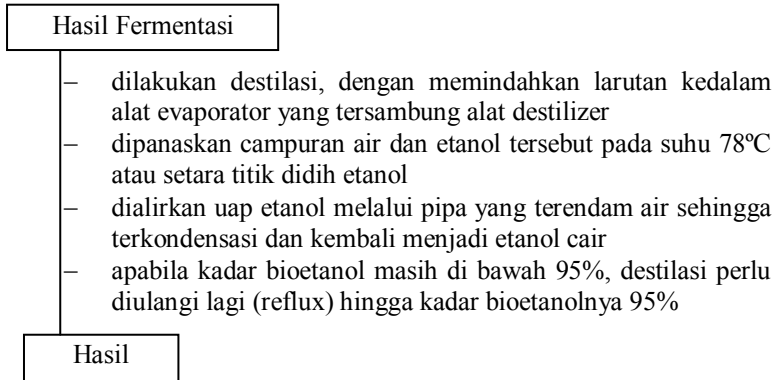 Hasil Fermentasi
– dilakukan destilasi, dengan memindahkan larutan kedalam
alat evaporator yang tersambung alat destilizer
– dipanaskan campuran air dan etanol tersebut pada suhu 78ºC
atau setara titik didih etanol
– dialirkan uap etanol melalui pipa yang terendam air sehingga
terkondensasi dan kembali menjadi etanol cair
– apabila kadar bioetanol masih di bawah 95%, destilasi perlu
diulangi lagi (reflux) hingga kadar bioetanolnya 95%
Hasil